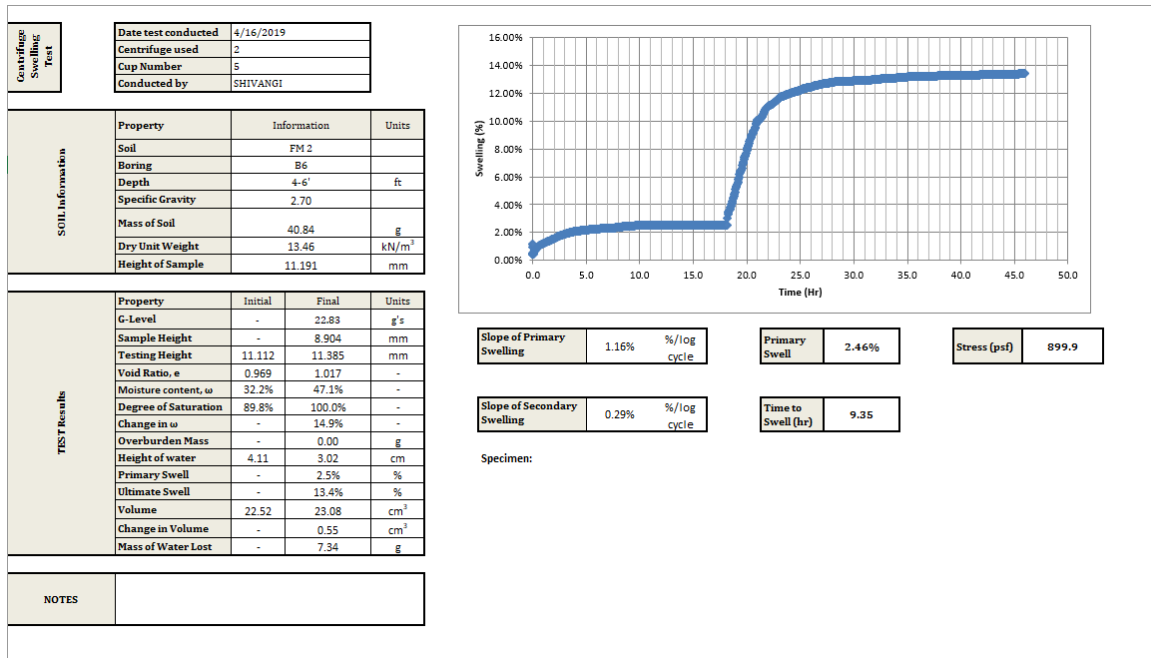 Centrifuge
Swelling
Test
Date test conducted 4/16/2019
Centrifuge used 2
Cup Number 5
Conducted by SHIVANGI
SOIL Information
Property Information Units
Soil FM 2
Boring B6
Depth 4-6' ft
Specific Gravity 2.70
Mass of Soil 40.84 g
Dry Unit Weight 13.46 kN/m³
Height of Sample 11.191 mm
TEST Results
Property Initial Final Units
G-Level - 22.83 g's
Sample Height - 8.904 mm
Testing Height 11.112 11.385 mm
Void Ratio, e 0.969 1.017 -
Moisture content, ω 32.2% 47.1% -
Degree of Saturation 89.8% 100.0% -
Change in ω - 14.9% -
Overburden Mass - 0.00 g
Height of water 4.11 3.02 cm
Primary Swell - 2.5% %
Ultimate Swell - 13.4% %
Volume 22.52 23.08 cm³
Change in Volume - 0.55 cm³
Mass of Water Lost - 7.34 g
NOTES
16.00%
14.00%
12.00%
10.00%
8.00%
6.00%
4.00%
2.00%
0.00%
Swelling (%)
0.0 5.0 10.0 15.0 20.0 25.0 30.0 35.0 40.0 45.0 50.0
Time (Hr)
Slope of Primary
Swelling
1.16%
%/log
cycle
Primary
Swell
2.46%
Stress (psf) 899.9
Slope of Secondary
Swelling
0.29%
%/log
cycle
Time to
Swell (hr)
9.35
Specimen: